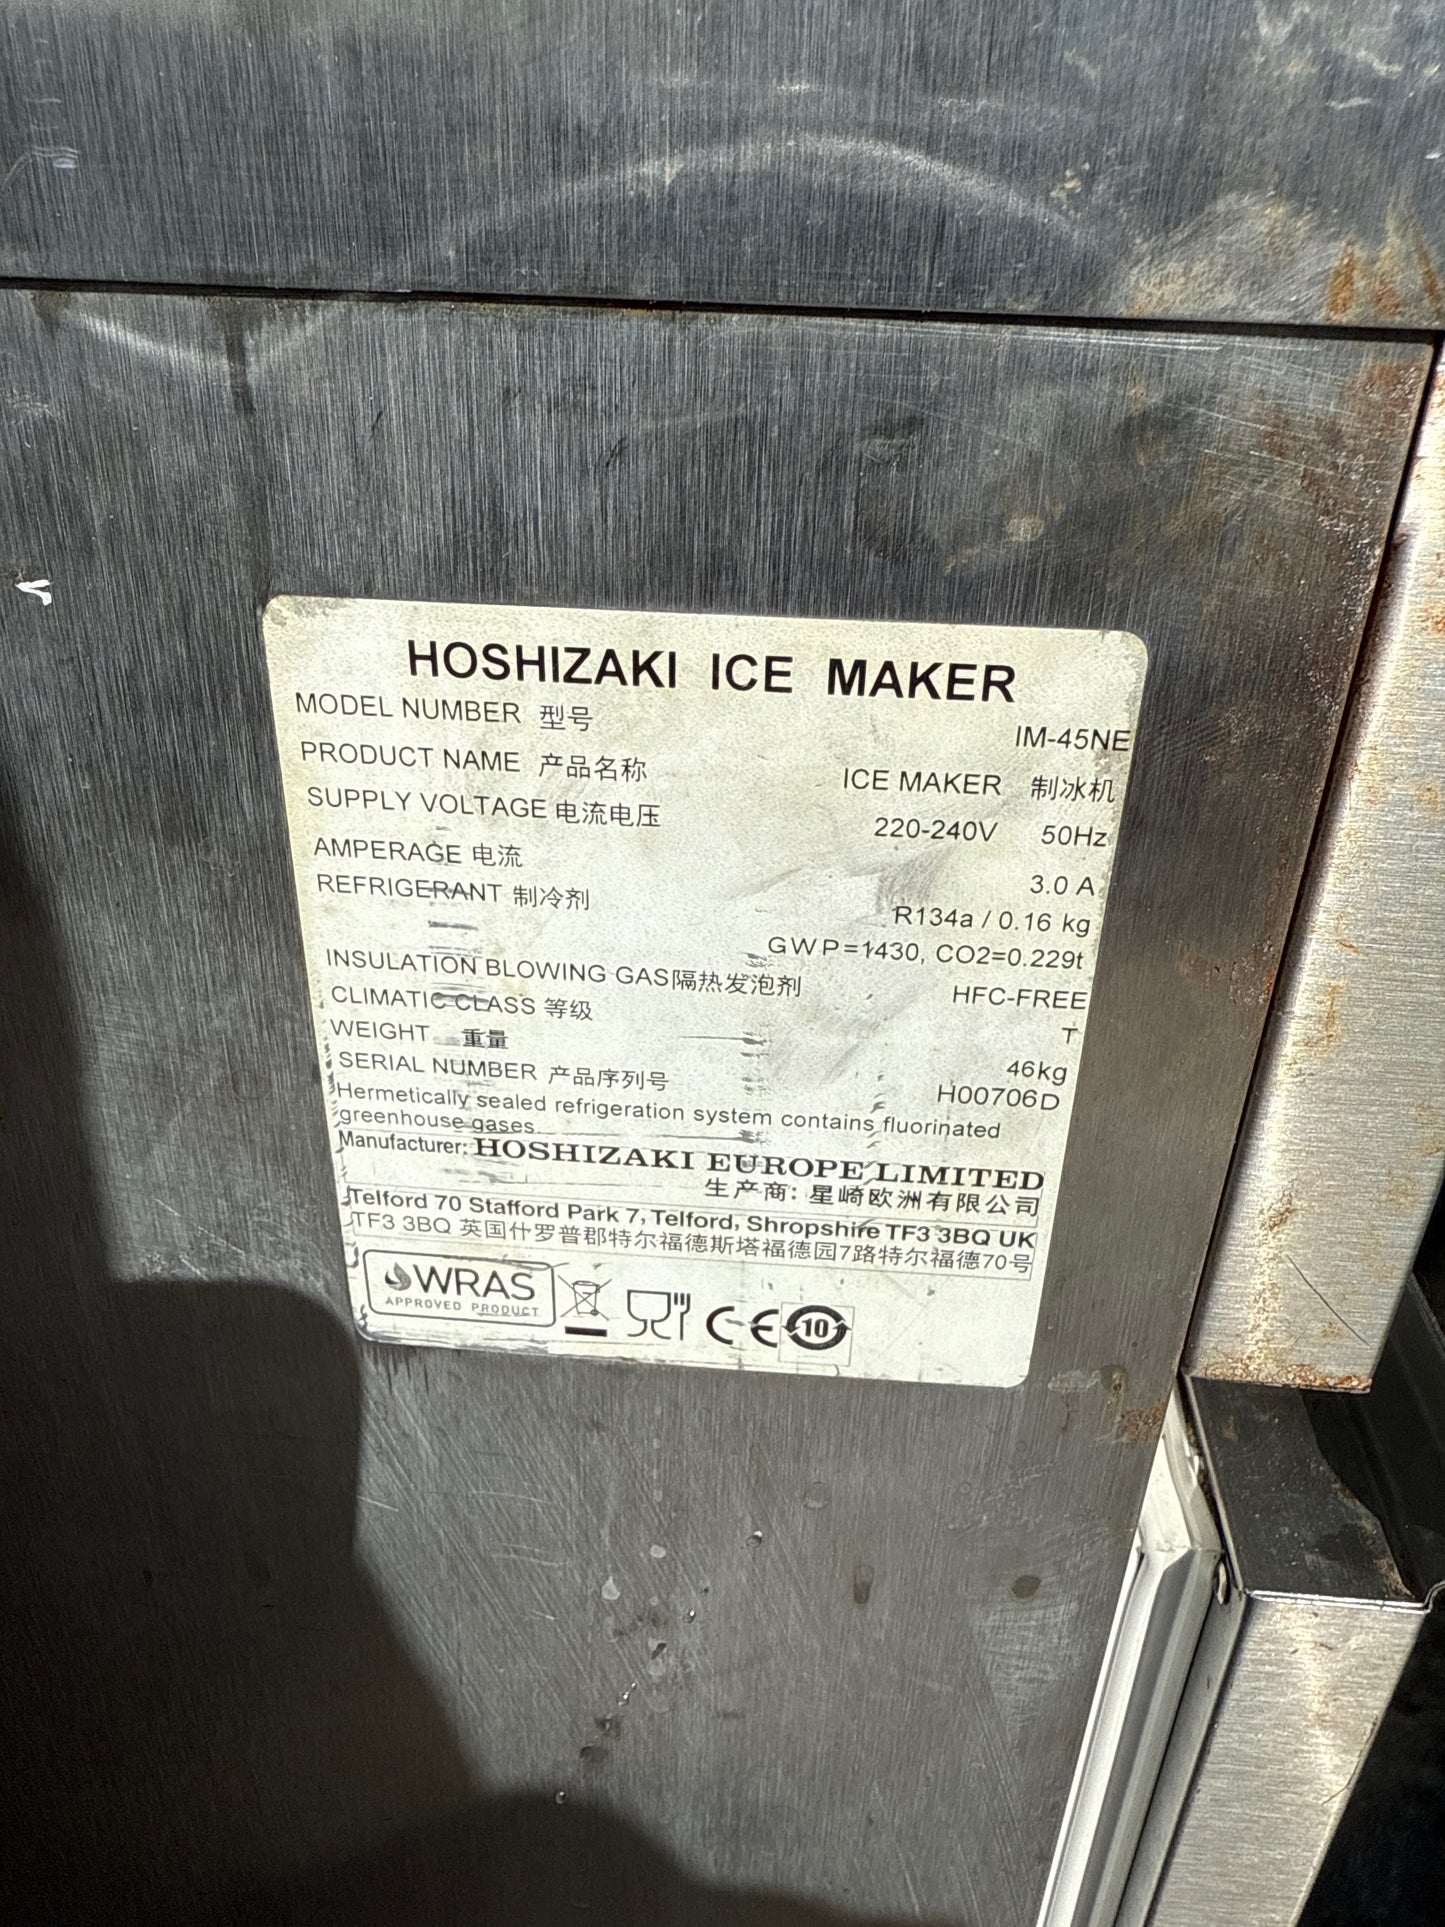 HOSHIZAKI ICE MAKER
MODEL NUMBER 型号 IM-45NE
PRODUCT NAME 产品名称 ICE MAKER 制冰机
SUPPLY VOLTAGE 电流电压 220-240V 50Hz
AMPERAGE 电流 3.0 A
REFRIGERANT 制冷剂 R134a / 0.16 kg
GWP=1430, CO2=0.229t
INSULATION BLOWING GAS隔热发泡剂 HFC-FREE
CLIMATIC CLASS 等级 T
WEIGHT 重量 46kg
SERIAL NUMBER 产品序列号 H00706D
Hermetically sealed refrigeration system contains fluorinated
greenhouse gases.
Manufacturer: HOSHIZAKI EUROPE LIMITED
生产商: 星崎欧洲有限公司
Telford 70 Stafford Park 7, Telford, Shropshire TF3 3BQ UK
TF3 3BQ 英国什罗普郡特尔福德斯塔福德园7路特尔福德70号
WRAS
APPROVED PRODUCT
CE
10